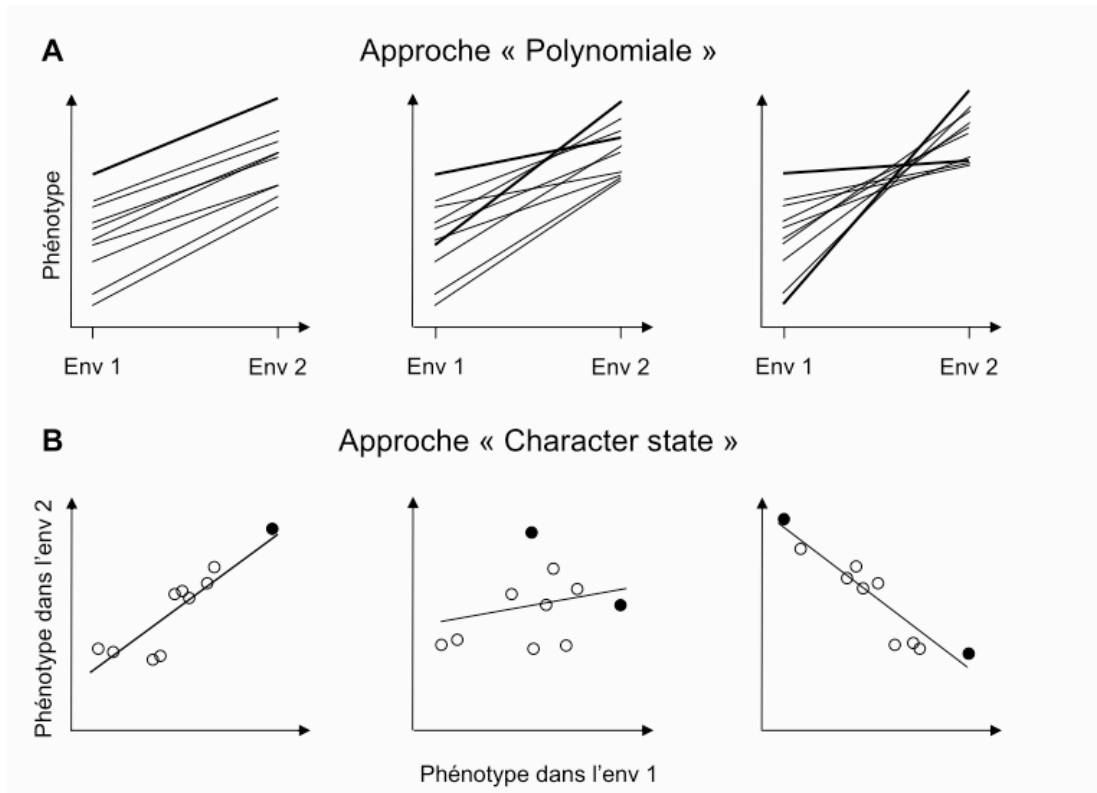 A
Approche « Polynomiale »
Phénotype
Env 1
Env 2
Env 1
Env 2
Env 1
Env 2
B
Approche « Character state »
Phénotype dans l’env 2
Phénotype dans l’env 1